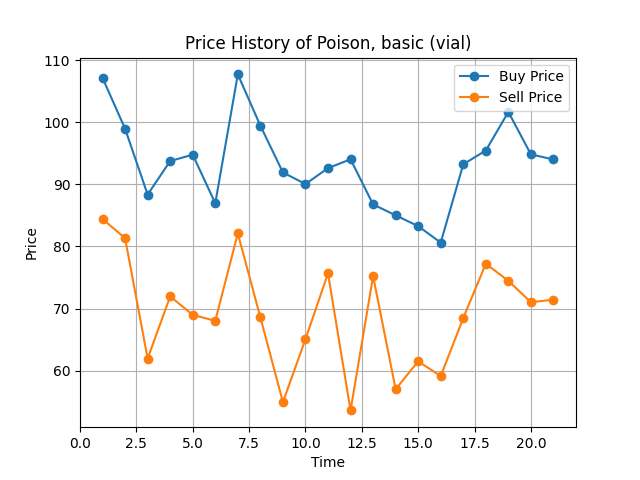 Price History of Poison, basic (vial)
Buy Price
Sell Price
Price
110
100
90
80
70
60
0.0 2.5 5.0 7.5 10.0 12.5 15.0 17.5 20.0
Time